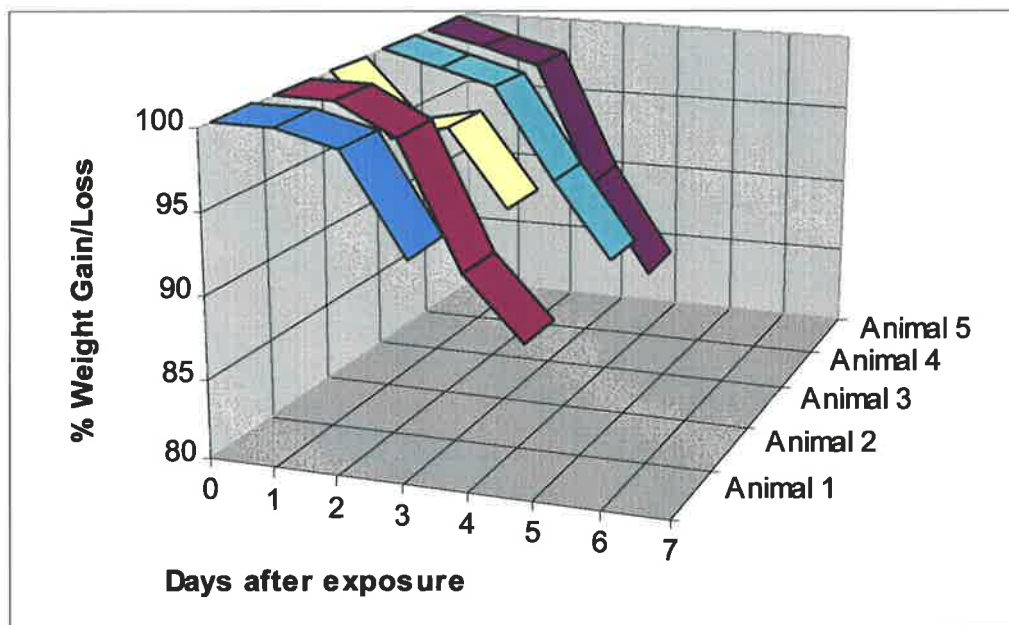 % Weight Gain/Loss
100
95
90
85
80
0 1 2 3 4 5 6 7
Days after exposure
Animal 5
Animal 4
Animal 3
Animal 2
Animal 1